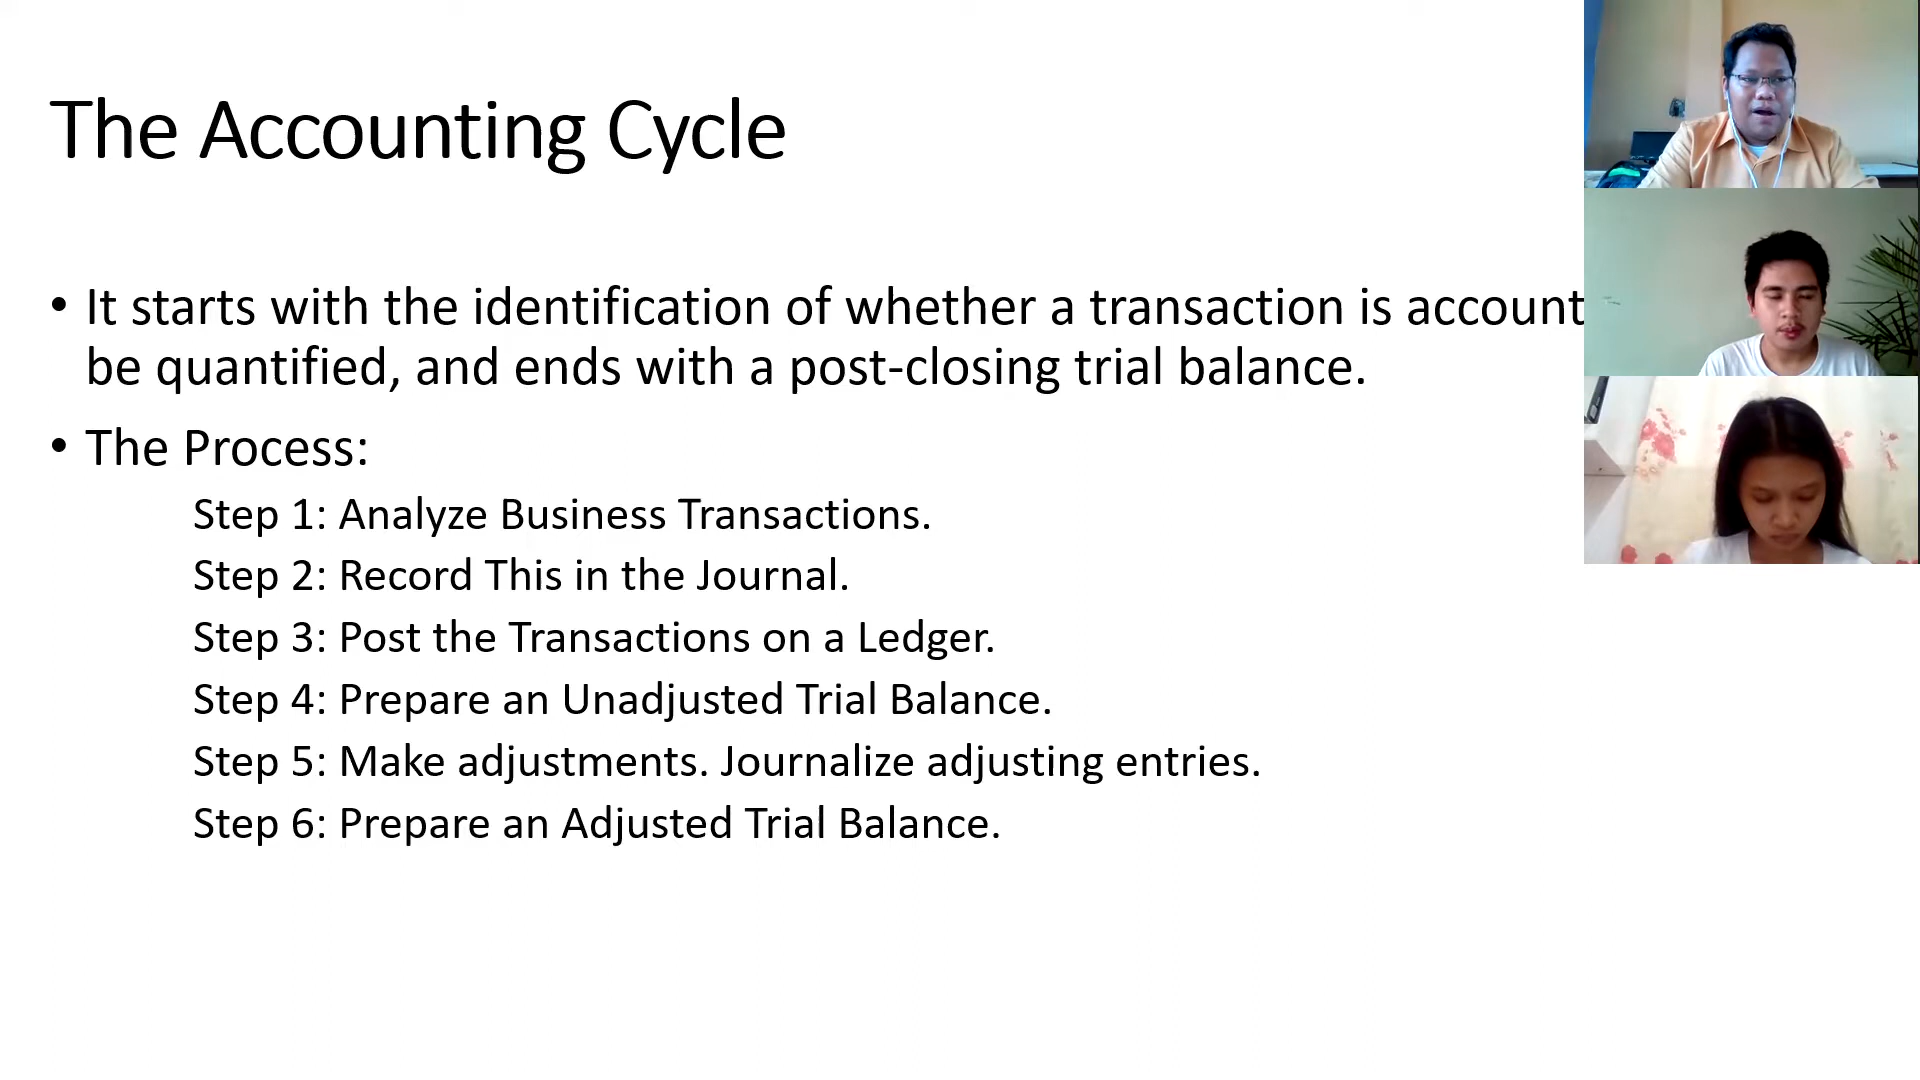 The Accounting Cycle
• It starts with the identification of whether a transaction is account
be quantified, and ends with a post-closing trial balance.
• The Process:
Step 1: Analyze Business Transactions.
Step 2: Record This in the Journal.
Step 3: Post the Transactions on a Ledger.
Step 4: Prepare an Unadjusted Trial Balance.
Step 5: Make adjustments. Journalize adjusting entries.
Step 6: Prepare an Adjusted Trial Balance.